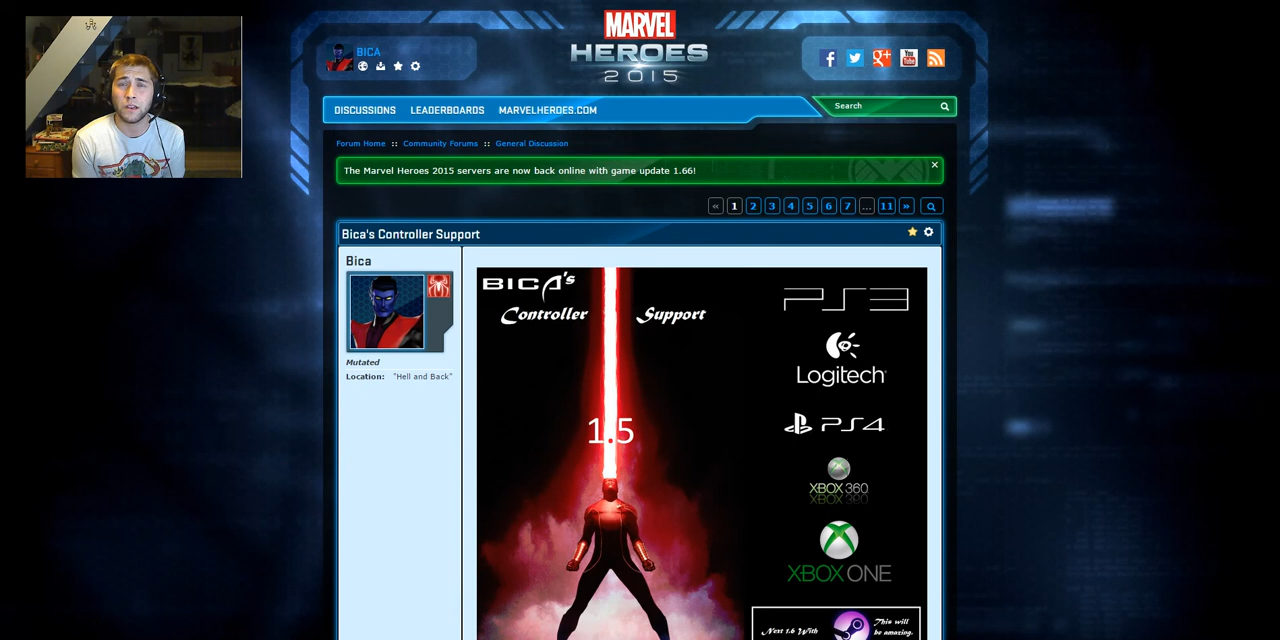 BICA
MARVEL
HEROES
2015
You
Tube
DISCUSSIONS LEADERBOARDS MARVELHEROES.COM
Search
Forum Home :: Community Forums :: General Discussion
The Marvel Heroes 2015 servers are now back online with game update 1.66!
« 1 2 3 4 5 6 7 ... 11 »
Bica's Controller Support
Bica
Mutated
Location: "Hell and Back"
BICA's
Controller Support
1.5
PS3
Logitech
PS4
XBOX 360
XBOX ONE
Next 1.6 With
This will
be amazing.